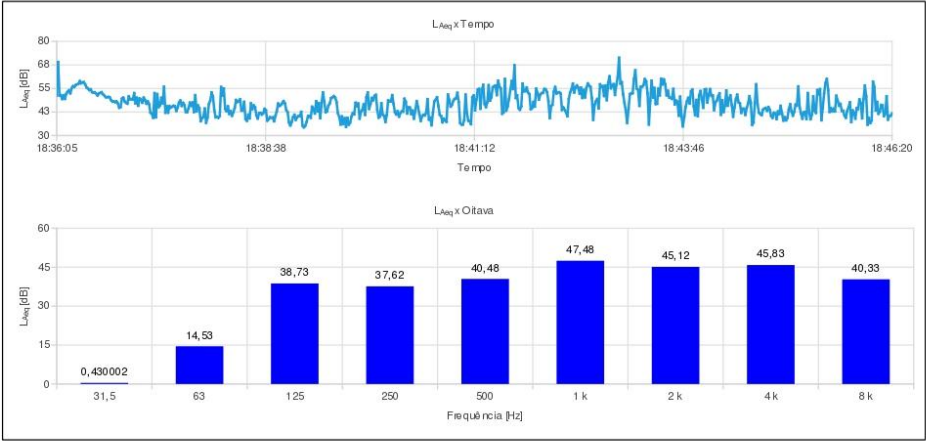 LAeq x Tempo
LAeq [dB]
80
68
55
43
30
18:36:05 18:38:38 18:41:12 18:43:46 18:46:20
Tempo
LAeq x Oitava
LAeq [dB]
60
45
30
15
0
0,430002 14,53 38,73 37,62 40,48 47,48 45,12 45,83 40,33
31,5 63 125 250 500 1 k 2 k 4 k 8 k
Frequência [Hz]